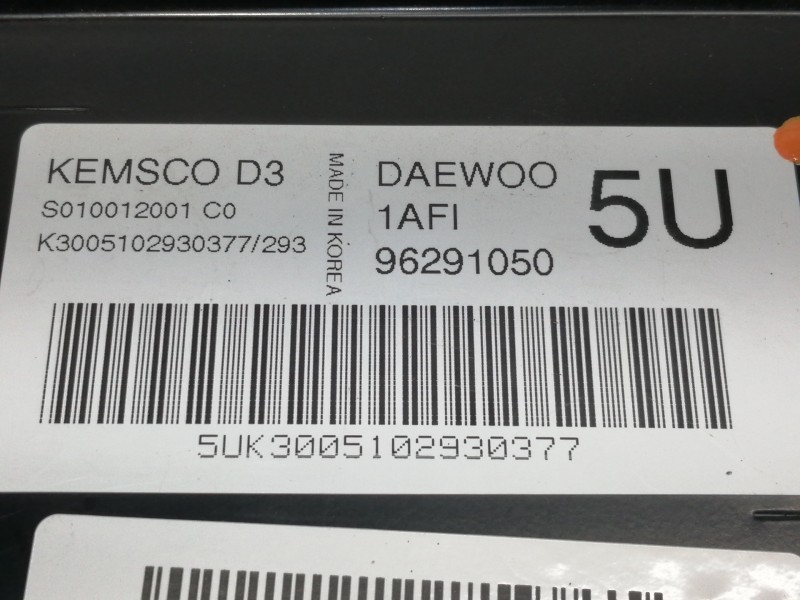 KEMSCO D3
S010012001 C0
K3005102930377/293
MADE IN KOREA
DAEWOO
1AFI
96291050
5U
5UK3005102930377